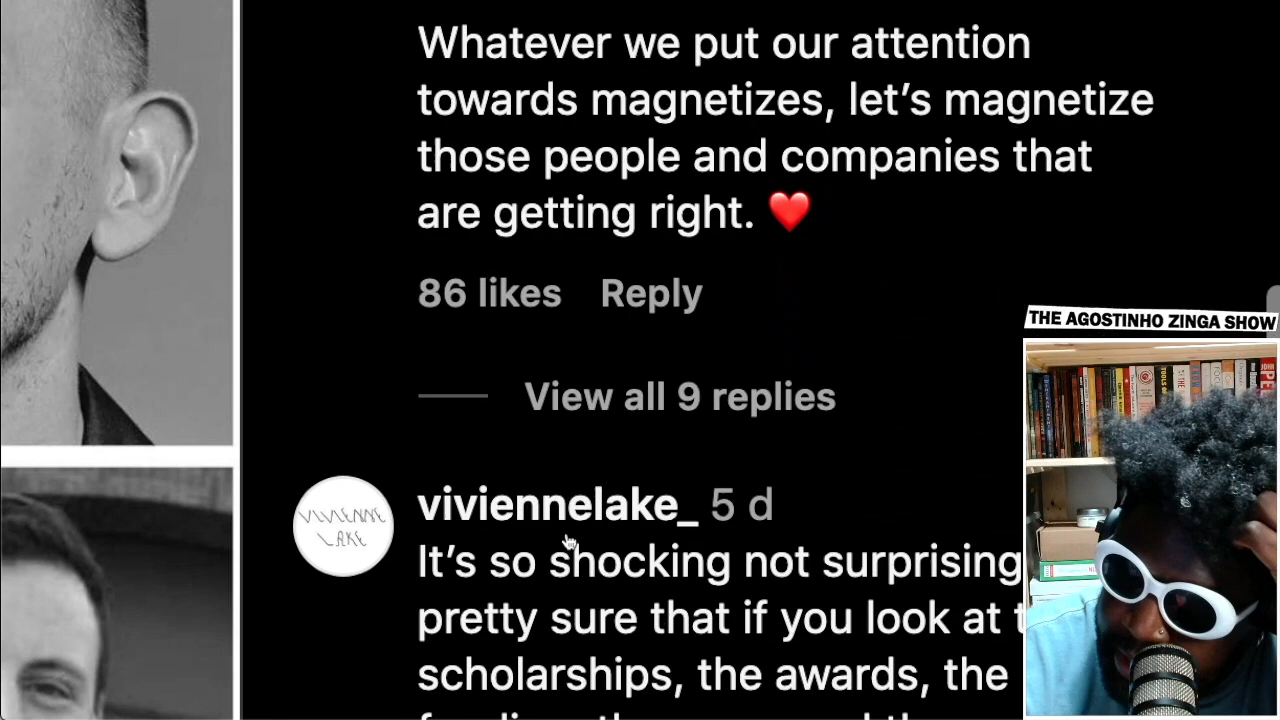 Whatever we put our attention
towards magnetizes, let’s magnetize
those people and companies that
are getting right. ❤️
86 likes Reply
View all 9 replies
THE AGOSTINHO ZINGA SHOW
VIVIENNE
LAKE
viviennelake_ 5 d
It’s so shocking not surprising
pretty sure that if you look at
scholarships, the awards, the